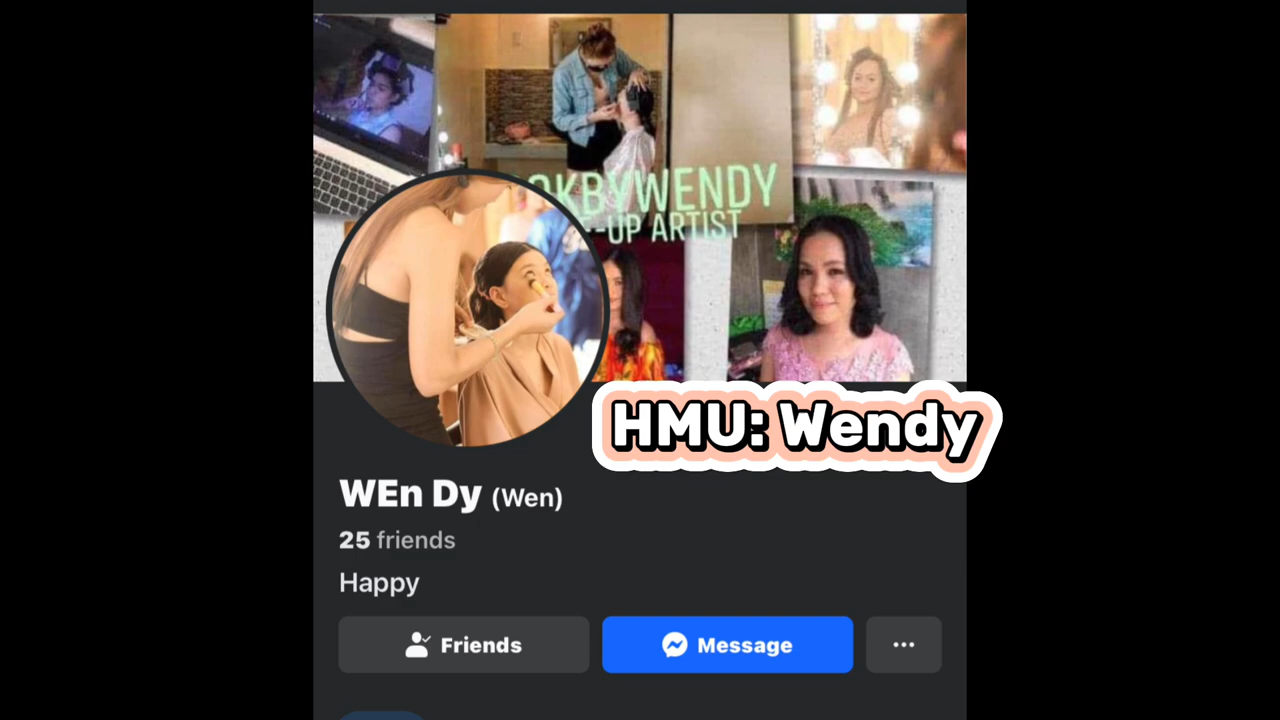 OKBYWENDY
-UP ARTIST
HMU: Wendy
WEn Dy (Wen)
25 friends
Happy
Friends
Message